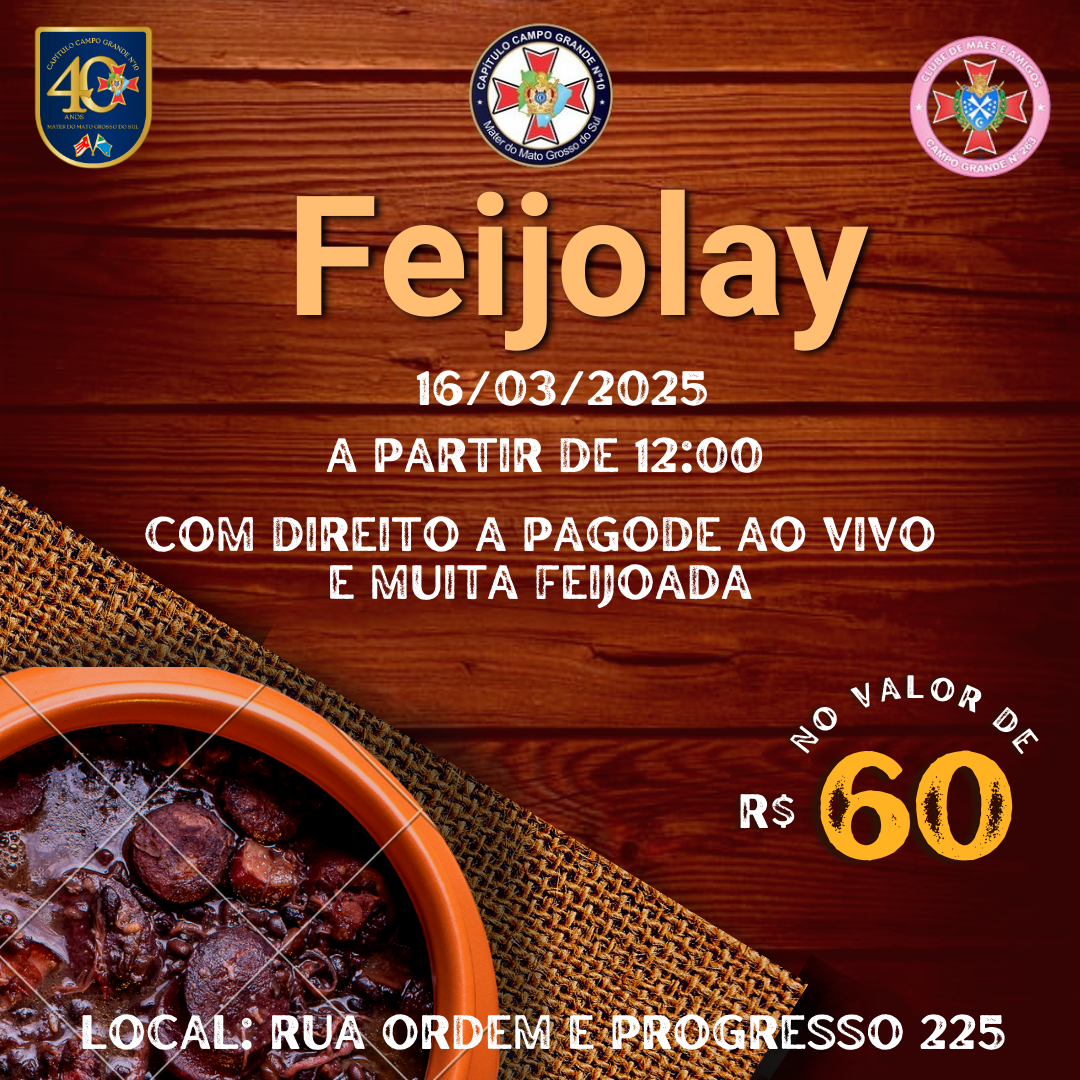 CAPÍTULO CAMPO GRANDE Nº10
40
ANOS
MATER DO MATO GROSSO DO SUL
CAPÍTULO CAMPO GRANDE Nº10
Mater do Mato Grosso do Sul
CLUBE DE MÃES E AMIGOS
CAMPO GRANDE Nº 263
Feijolay
16/03/2025
A PARTIR DE 12:00
COM DIREITO A PAGODE AO VIVO
E MUITA FEIJOADA
NO VALOR DE
R$ 60
LOCAL: RUA ORDEM E PROGRESSO 225